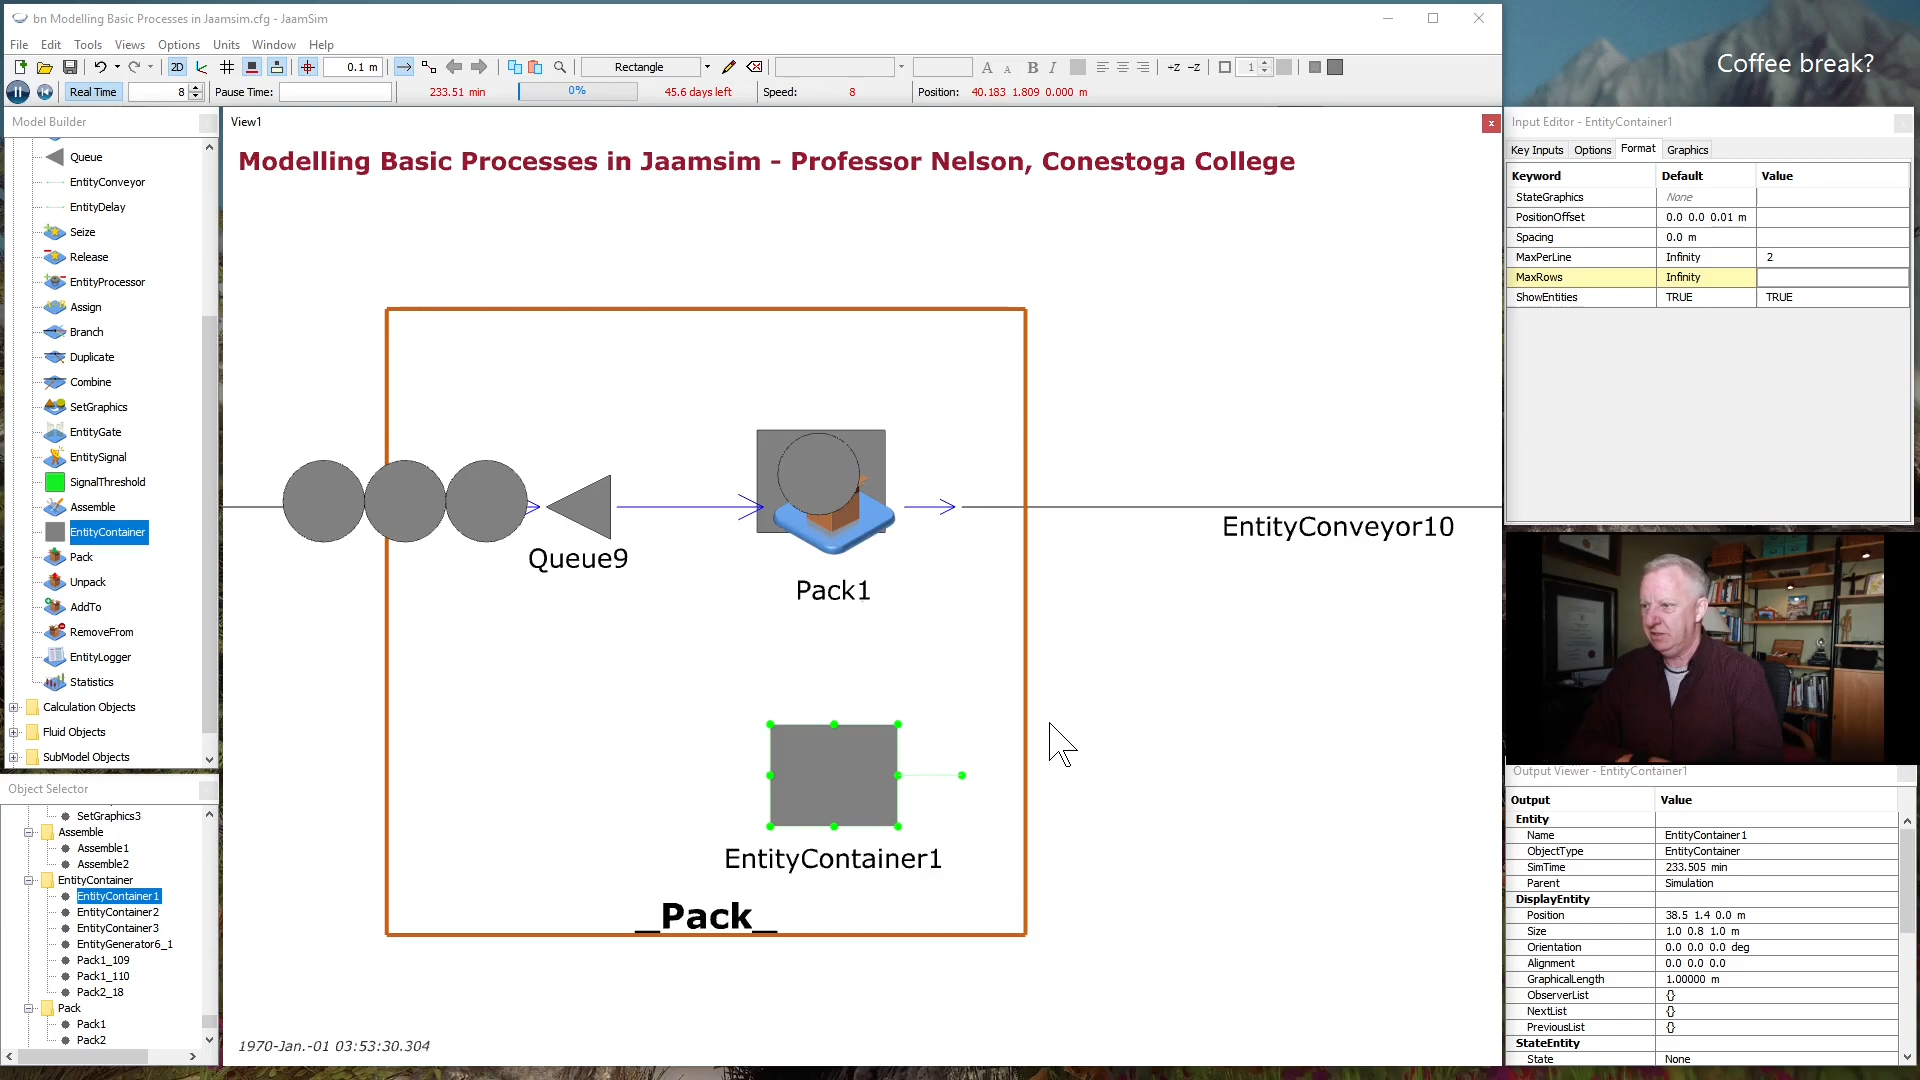 bn Modelling Basic Processes in Jaamsim.cfg - JaamSim
File Edit Tools Views Options Units Window Help
2D 0.1 m Rectangle A A B I +Z -Z 1
Real Time 8 Pause Time: 233.51 min 0% 45.6 days left Speed: 8 Position: 40.183 1.809 0.000 m
Coffee break?
Model Builder
Queue
EntityConveyor
EntityDelay
Seize
Release
EntityProcessor
Assign
Branch
Duplicate
Combine
SetGraphics
EntityGate
EntitySignal
SignalThreshold
Assemble
EntityContainer
Pack
Unpack
AddTo
RemoveFrom
EntityLogger
Statistics
Calculation Objects
Fluid Objects
SubModel Objects
Object Selector
SetGraphics3
Assemble
Assemble1
Assemble2
EntityContainer
EntityContainer1
EntityContainer2
EntityContainer3
EntityGenerator6_1
Pack1_109
Pack1_110
Pack2_18
Pack
Pack1
Pack2
View1 x
Modelling Basic Processes in Jaamsim - Professor Nelson, Conestoga College
Queue9
Pack1
EntityConveyor10
EntityContainer1
_Pack_
1970-Jan.-01 03:53:30.304
Input Editor - EntityContainer1
Key Inputs Options Format Graphics
Keyword Default Value
StateGraphics None
PositionOffset 0.0 0.0 0.01 m
Spacing 0.0 m
MaxPerLine Infinity 2
MaxRows Infinity
ShowEntities TRUE TRUE
Output Viewer - EntityContainer1
Output Value
Entity
Name EntityContainer1
ObjectType EntityContainer
SimTime 233.505 min
Parent Simulation
DisplayEntity
Position 38.5 1.4 0.0 m
Size 1.0 0.8 1.0 m
Orientation 0.0 0.0 0.0 deg
Alignment 0.0 0.0 0.0
GraphicalLength 1.00000 m
ObserverList {}
NextList {}
PreviousList {}
StateEntity
State None